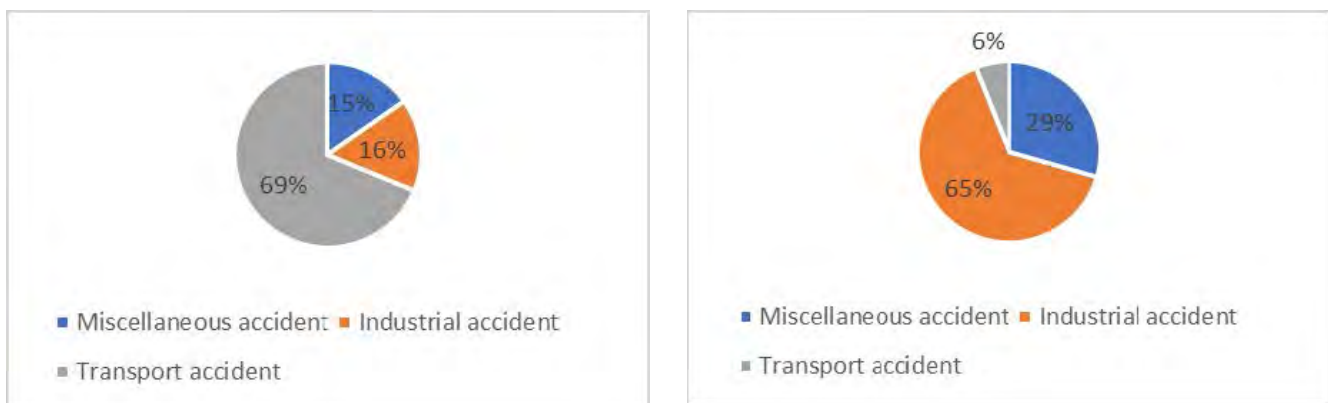 15%
16%
69%
Miscellaneous accident Industrial accident
Transport accident
6%
29%
65%
Miscellaneous accident Industrial accident
Transport accident